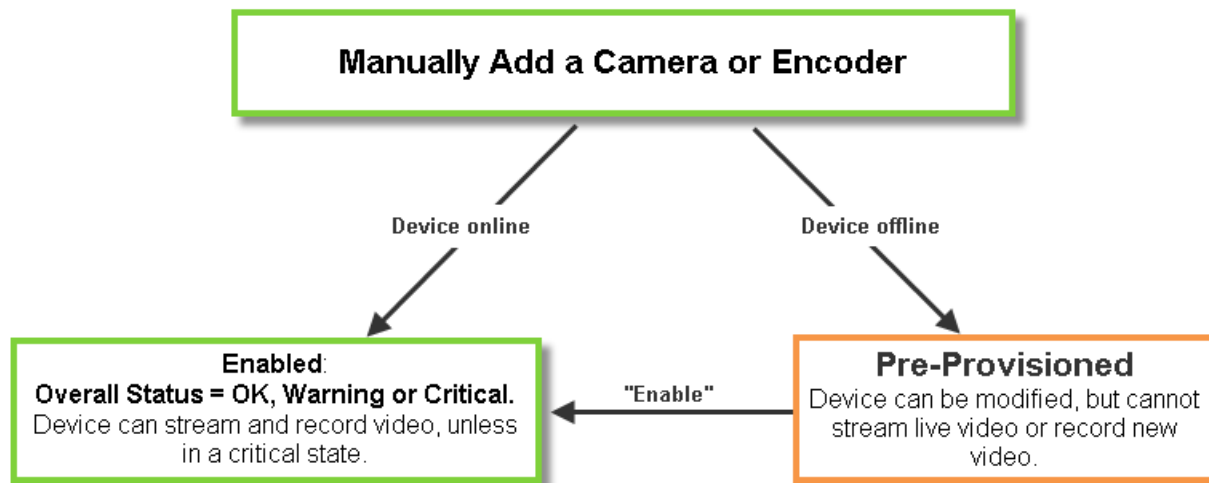 Manually Add a Camera or Encoder
Device online
Device offline
Enabled:
Overall Status = OK, Warning or Critical.
Device can stream and record video, unless
in a critical state.
"Enable"
Pre-Provisioned
Device can be modified, but cannot
stream live video or record new
video.